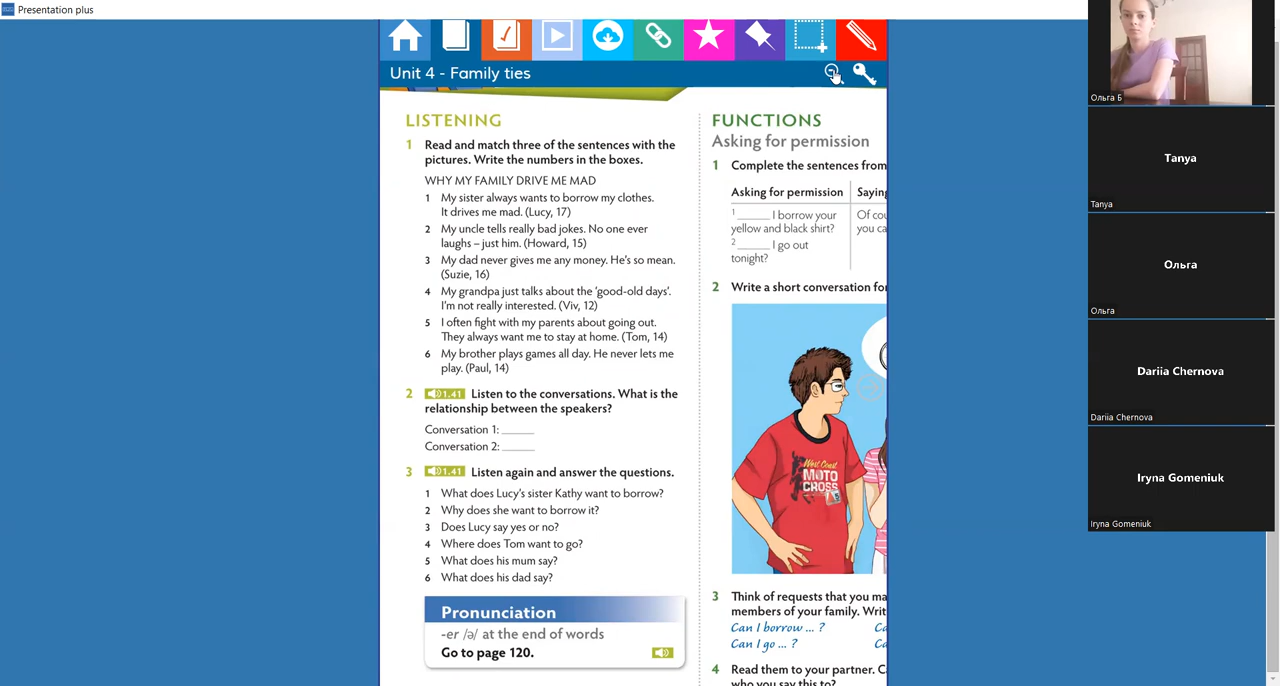 Presentation plus
Unit 4 - Family ties
LISTENING
1 Read and match three of the sentences with the
pictures. Write the numbers in the boxes.
WHY MY FAMILY DRIVE ME MAD
1 My sister always wants to borrow my clothes.
It drives me mad. (Lucy, 17)
2 My uncle tells really bad jokes. No one ever
laughs – just him. (Howard, 15)
3 My dad never gives me any money. He's so mean.
(Suzie, 16)
4 My grandpa just talks about the 'good-old days'.
I'm not really interested. (Viv, 12)
5 I often fight with my parents about going out.
They always want me to stay at home. (Tom, 14)
6 My brother plays games all day. He never lets me
play. (Paul, 14)
2 1.41 Listen to the conversations. What is the
relationship between the speakers?
Conversation 1: _____
Conversation 2: _____
3 1.41 Listen again and answer the questions.
1 What does Lucy's sister Kathy want to borrow?
2 Why does she want to borrow it?
3 Does Lucy say yes or no?
4 Where does Tom want to go?
5 What does his mum say?
6 What does his dad say?
Pronunciation
-er /ə/ at the end of words
Go to page 120.
FUNCTIONS
Asking for permission
1 Complete the sentences from
Asking for permission
Saying
1 _____ I borrow your
yellow and black shirt?
2 _____ I go out
tonight?
Of cou
you ca
2 Write a short conversation for
West Coast
MOTO
CROSS
3 Think of requests that you ma
members of your family. Writ
Can I borrow ... ?
Ca
Can I go ... ?
Ca
4 Read them to your partner. C
who you say this to?
Ольга Б
Tanya
Tanya
Ольга
Ольга
Dariia Chernova
Dariia Chernova
Iryna Gomeniuk
Iryna Gomeniuk